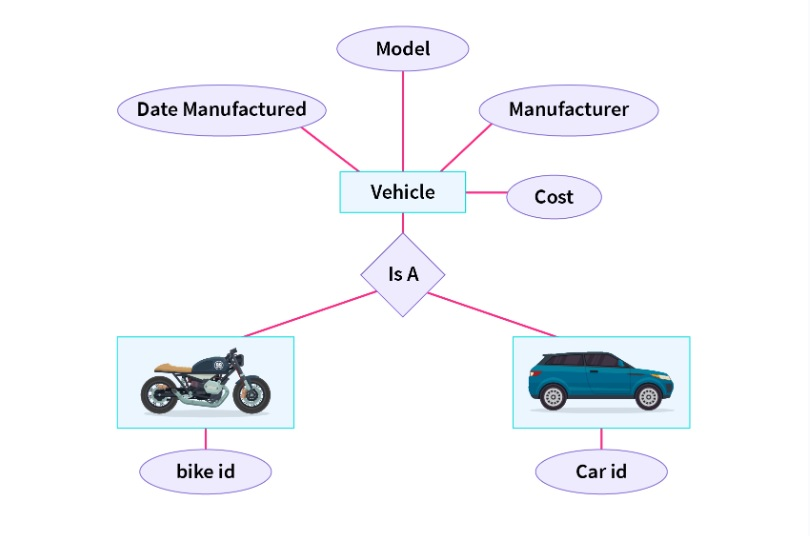 Model
Date Manufactured
Manufacturer
Vehicle
Cost
Is A
bike id
Car id